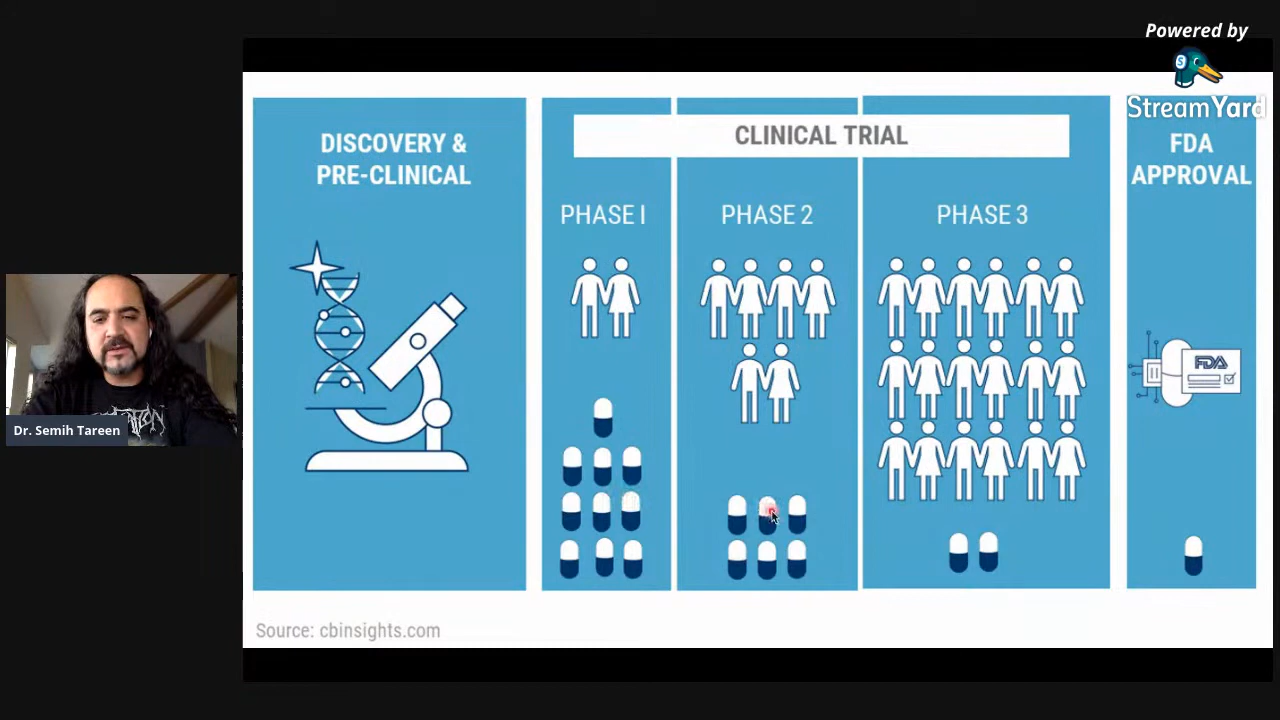 Powered by
StreamYard
DISCOVERY &
PRE-CLINICAL
CLINICAL TRIAL
PHASE I
PHASE 2
PHASE 3
FDA
APPROVAL
FDA
Dr. Semih Tareen
Source: cbinsights.com